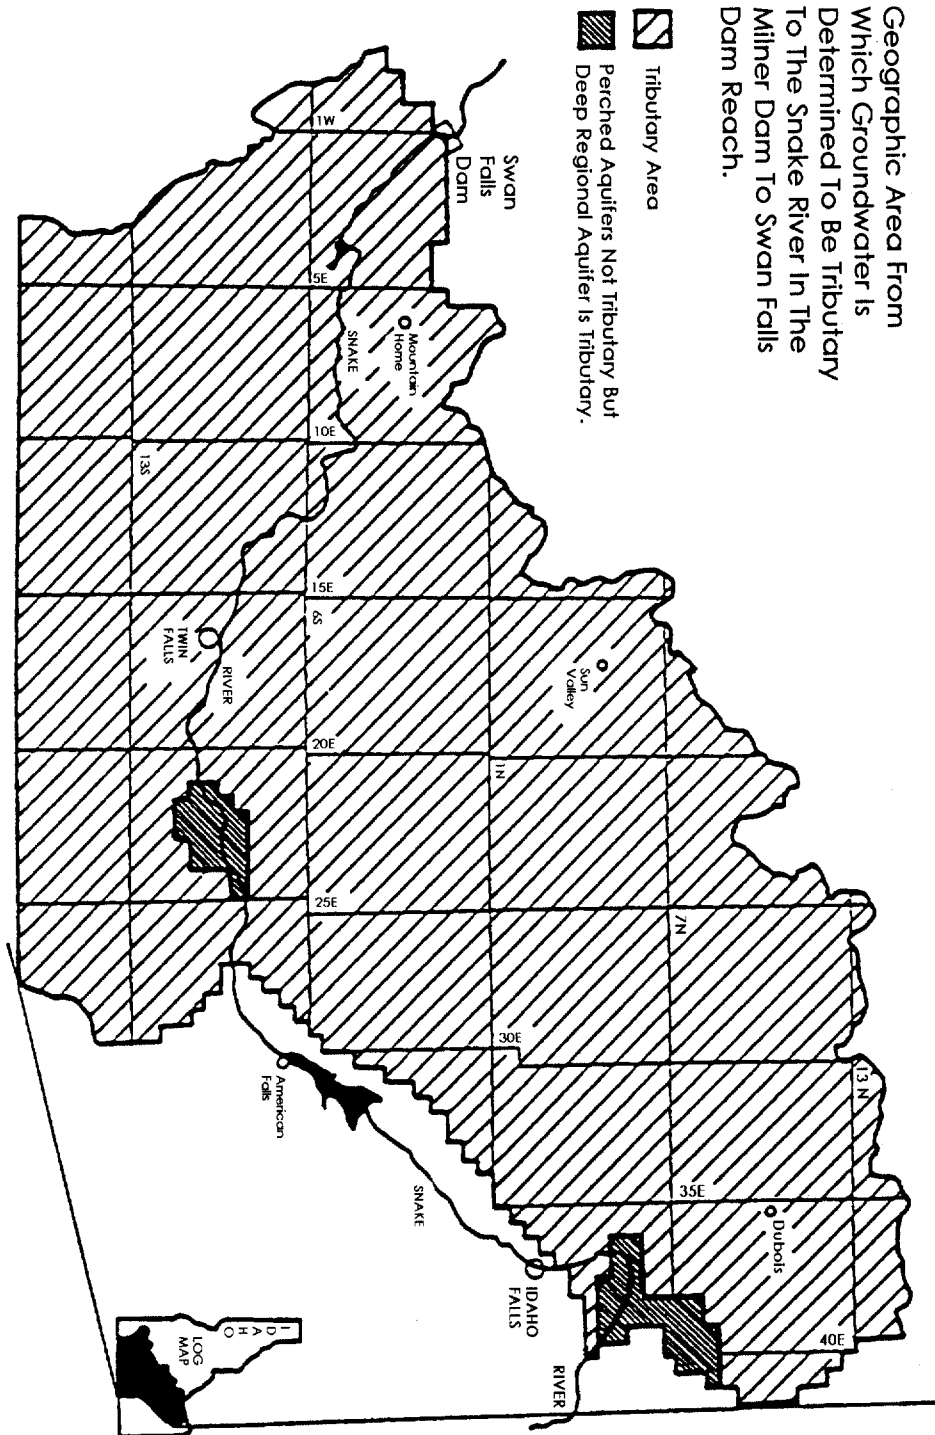 Geographic Area From
Which Groundwater Is
Determined To Be Tributary
To The Snake River In The
Milner Dam To Swan Falls
Dam Reach.
Tributary Area
Perched Aquifers Not Tributary But
Deep Regional Aquifer Is Tributary.
Swan
Falls
Dam
1W
5E
Mountain
Home
SNAKE
10E
13S
15E
6S
TWIN
FALLS
RIVER
Sun
Valley
20E
1N
25E
7N
30E
13 N
American
Falls
SNAKE
35E
Dubois
IDAHO
FALLS
40E
RIVER
IDAHO
LOG
MAP